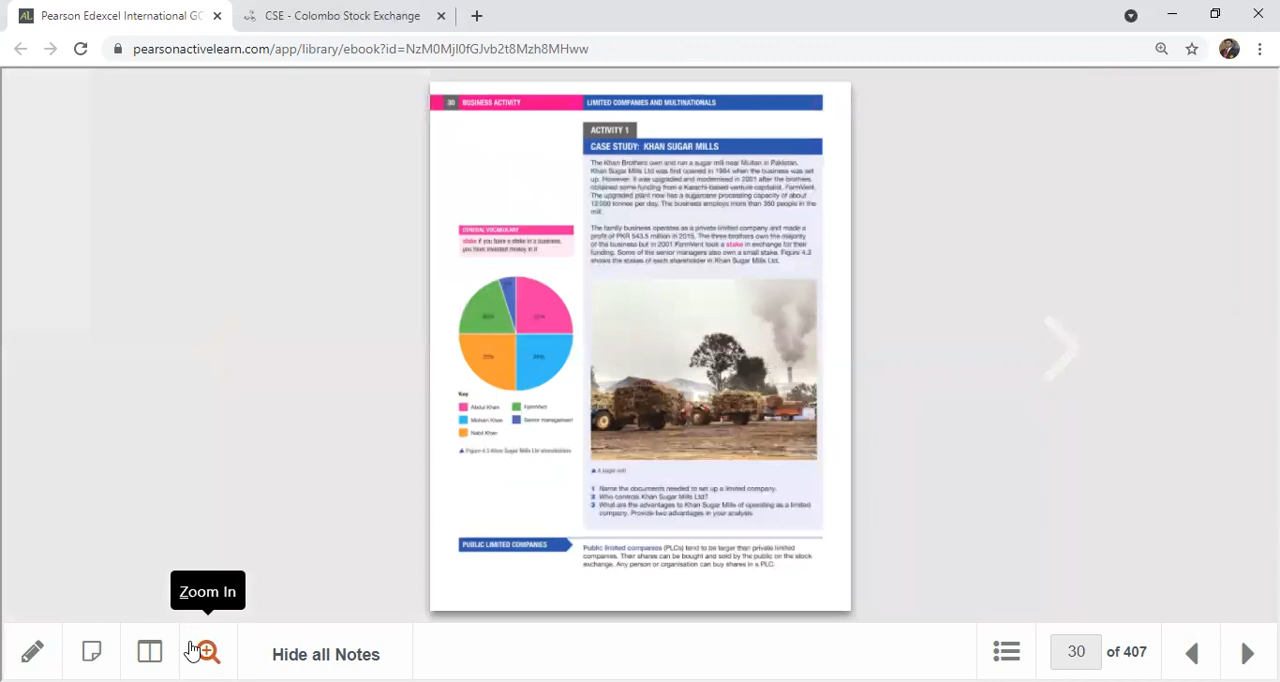 Pearson Edexcel International GC
CSE - Colombo Stock Exchange
pearsonactivelearn.com/app/library/ebook?id=NzM0MjI0fGJvb2t8Mzh8MHww
30 BUSINESS ACTIVITY
LIMITED COMPANIES AND MULTINATIONALS
ACTIVITY 1
CASE STUDY: KHAN SUGAR MILLS
The Khan Brothers own and run a sugar mill near Multan in Pakistan.
Khan Sugar Mills Ltd was first opened in 1984 when the business was set
up. However, it was upgraded and modernised in 2001 after the brothers
obtained some funding from a Karachi-based venture capitalist, FarmVent.
The upgraded plant now has a sugarcane processing capacity of about
12 000 tonnes per day. The business employs more than 350 people in the
mill.
The family business operates as a private limited company and made a
profit of PKR 543.5 million in 2015. The three brothers own the majority
of the business but in 2001 FarmVent took a stake in exchange for their
funding. Some of the senior managers also own a small stake. Figure 4.3
shows the stakes of each shareholder in Khan Sugar Mills Ltd.
GENERAL VOCABULARY
stake if you have a stake in a business,
you have invested money in it
Key
Abdul Khan
FarmVent
Mohsin Khan
Senior management
Nabil Khan
▲ Figure 4.3 Khan Sugar Mills Ltd shareholders
▲ A sugar mill
1 Name the documents needed to set up a limited company.
2 Who controls Khan Sugar Mills Ltd?
3 What are the advantages to Khan Sugar Mills of operating as a limited
company. Provide two advantages in your analysis.
PUBLIC LIMITED COMPANIES
Public limited companies (PLCs) tend to be larger than private limited
companies. Their shares can be bought and sold by the public on the stock
exchange. Any person or organisation can buy shares in a PLC.
Zoom In
Hide all Notes
30 of 407